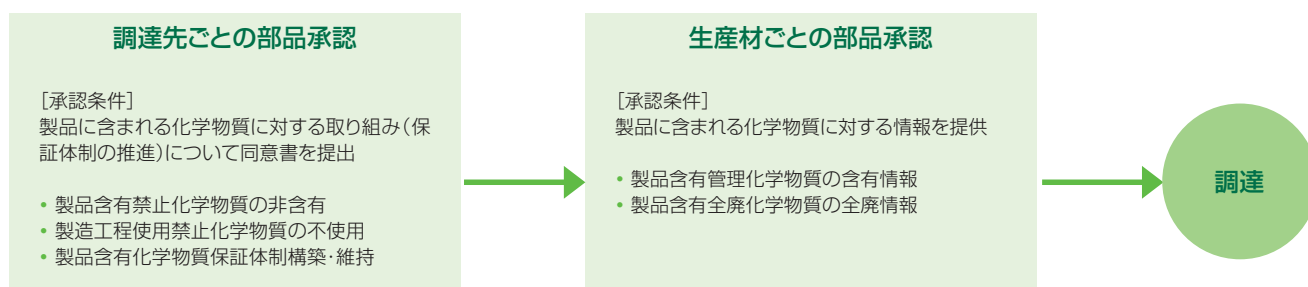 調達先ごとの部品承認
［承認条件］
製品に含まれる化学物質に対する取り組み（保
証体制の推進）について同意書を提出
• 製品含有禁止化学物質の非含有
• 製造工程使用禁止化学物質の不使用
• 製品含有化学物質保証体制構築・維持
生産材ごとの部品承認
［承認条件］
製品に含まれる化学物質に対する情報を提供
• 製品含有管理化学物質の含有情報
• 製品含有全廃化学物質の全廃情報
調達